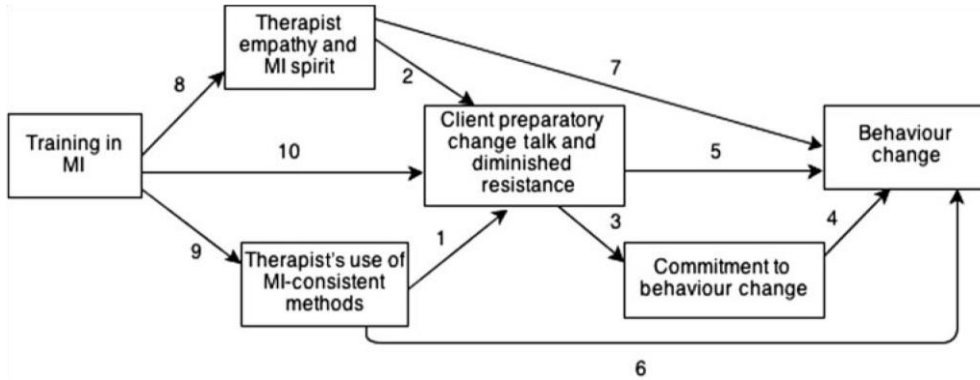 Therapist
empathy and
MI spirit
7
2
8
Training in
MI
10
Client preparatory
change talk and
diminished
resistance
5
Behaviour
change
9
1
3
4
Therapist's use of
MI-consistent
methods
Commitment to
behaviour change
6